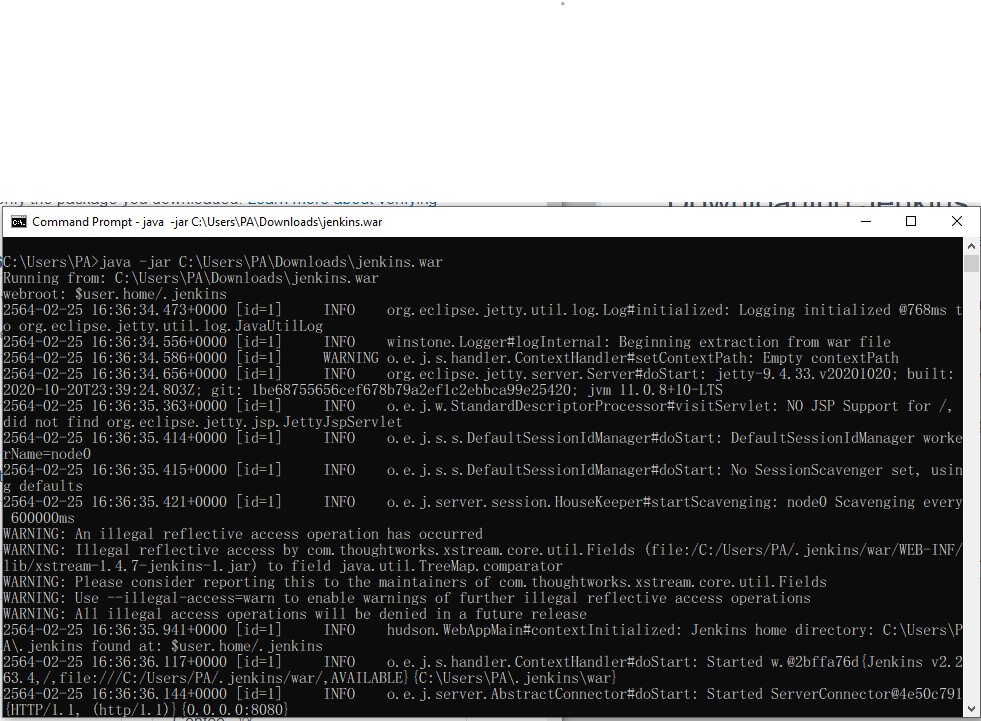 the package you downloaded. Learn more about verifying
Downloading Jenkins
Command Prompt - java -jar C:\Users\PA\Downloads\jenkins.war
C:\Users\PA>java -jar C:\Users\PA\Downloads\jenkins.war
Running from: C:\Users\PA\Downloads\jenkins.war
webroot: $user.home/.jenkins
2564-02-25 16:36:34.473+0000 [id=1] INFO org.eclipse.jetty.util.log.Log#initialized: Logging initialized @768ms t
o org.eclipse.jetty.util.log.JavaUtilLog
2564-02-25 16:36:34.556+0000 [id=1] INFO winstone.Logger#logInternal: Beginning extraction from war file
2564-02-25 16:36:34.586+0000 [id=1] WARNING o.e.j.s.handler.ContextHandler#setContextPath: Empty contextPath
2564-02-25 16:36:34.656+0000 [id=1] INFO org.eclipse.jetty.server.Server#doStart: jetty-9.4.33.v20201020; built:
2020-10-20T23:39:24.803Z; git: 1be68755656cef678b79a2ef1c2ebbca99e25420; jvm 11.0.8+10-LTS
2564-02-25 16:36:35.363+0000 [id=1] INFO o.e.j.w.StandardDescriptorProcessor#visitServlet: NO JSP Support for /,
did not find org.eclipse.jetty.jsp.JettyJspServlet
2564-02-25 16:36:35.414+0000 [id=1] INFO o.e.j.s.s.DefaultSessionIdManager#doStart: DefaultSessionIdManager worke
rName=node0
2564-02-25 16:36:35.415+0000 [id=1] INFO o.e.j.s.s.DefaultSessionIdManager#doStart: No SessionScavenger set, usin
g defaults
2564-02-25 16:36:35.421+0000 [id=1] INFO o.e.j.server.session.HouseKeeper#startScavenging: node0 Scavenging every
600000ms
WARNING: An illegal reflective access operation has occurred
WARNING: Illegal reflective access by com.thoughtworks.xstream.core.util.Fields (file:/C:/Users/PA/.jenkins/war/WEB-INF/
lib/xstream-1.4.7-jenkins-1.jar) to field java.util.TreeMap.comparator
WARNING: Please consider reporting this to the maintainers of com.thoughtworks.xstream.core.util.Fields
WARNING: Use --illegal-access=warn to enable warnings of further illegal reflective access operations
WARNING: All illegal access operations will be denied in a future release
2564-02-25 16:36:35.941+0000 [id=1] INFO hudson.WebAppMain#contextInitialized: Jenkins home directory: C:\Users\P
A\.jenkins found at: $user.home/.jenkins
2564-02-25 16:36:36.117+0000 [id=1] INFO o.e.j.s.handler.ContextHandler#doStart: Started w.@2bffa76d{Jenkins v2.2
63.4,/,file:///C:/Users/PA/.jenkins/war/,AVAILABLE}{C:\Users\PA\.jenkins\war}
2564-02-25 16:36:36.144+0000 [id=1] INFO o.e.j.server.AbstractConnector#doStart: Started ServerConnector@4e50c791
{HTTP/1.1, (http/1.1)}{0.0.0.0:8080}